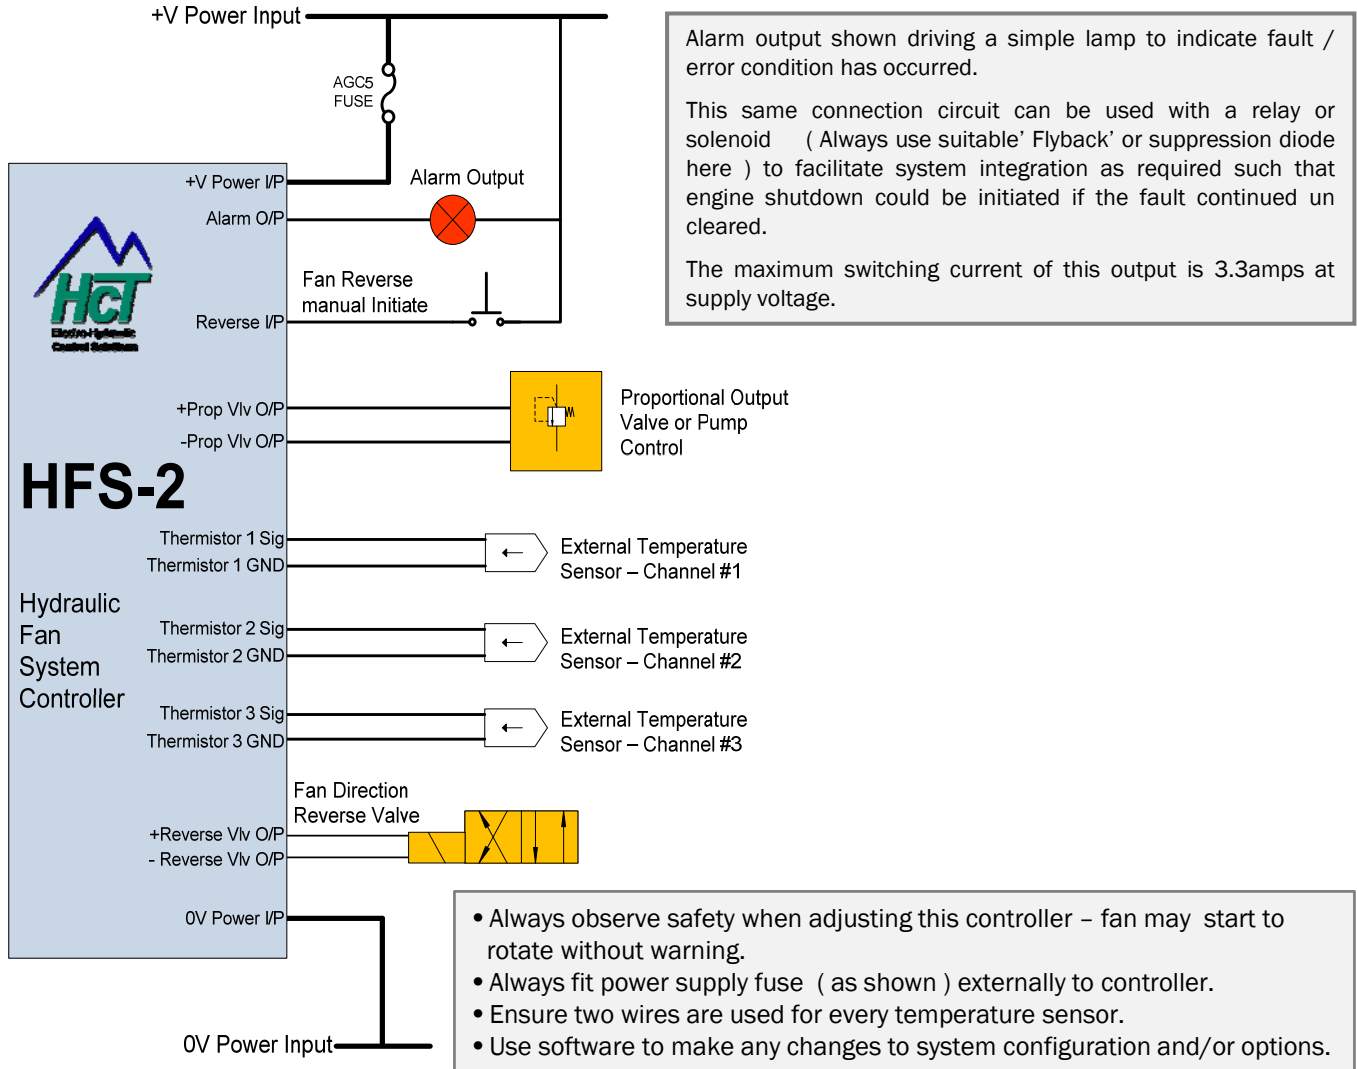 +V Power Input
AGC5
FUSE
Alarm output shown driving a simple lamp to indicate fault /
error condition has occurred.
This same connection circuit can be used with a relay or
solenoid ( Always use suitable' Flyback' or suppression diode
here ) to facilitate system integration as required such that
engine shutdown could be initiated if the fault continued un
cleared.
The maximum switching current of this output is 3.3amps at
supply voltage.
+V Power I/P
Alarm Output
Alarm O/P
HCT
Electro-Hydraulic
Control Solutions
Fan Reverse
manual Initiate
Reverse I/P
+Prop Vlv O/P
-Prop Vlv O/P
Proportional Output
Valve or Pump
Control
HFS-2
Hydraulic
Fan
System
Controller
Thermistor 1 Sig
Thermistor 1 GND
External Temperature
Sensor – Channel #1
Thermistor 2 Sig
Thermistor 2 GND
External Temperature
Sensor – Channel #2
Thermistor 3 Sig
Thermistor 3 GND
External Temperature
Sensor – Channel #3
Fan Direction
Reverse Valve
+Reverse Vlv O/P
- Reverse Vlv O/P
0V Power I/P
0V Power Input
• Always observe safety when adjusting this controller – fan may start to
rotate without warning.
• Always fit power supply fuse ( as shown ) externally to controller.
• Ensure two wires are used for every temperature sensor.
• Use software to make any changes to system configuration and/or options.